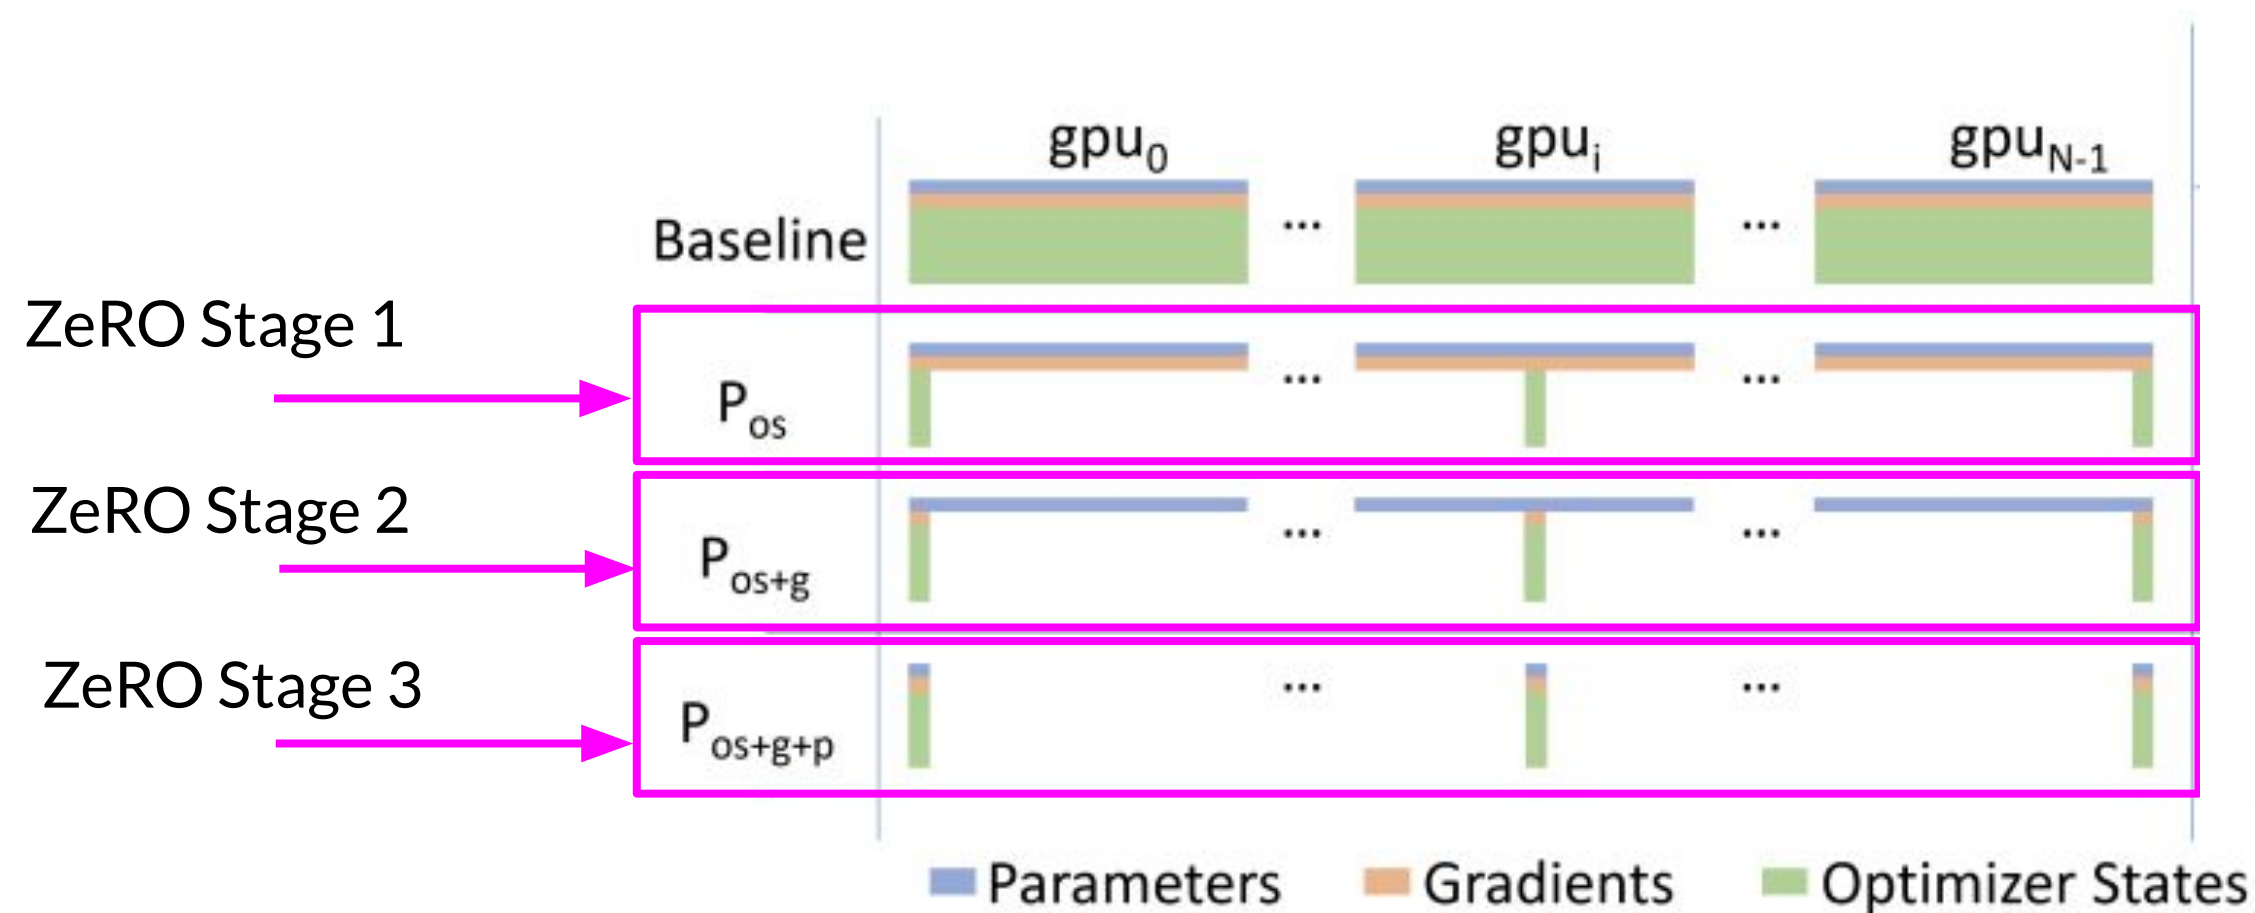 gpu0 gpui gpuN-1
Baseline
... ...
ZeRO Stage 1
Pos
... ...
ZeRO Stage 2
Pos+g
... ...
ZeRO Stage 3
Pos+g+p
... ...
Parameters Gradients Optimizer States